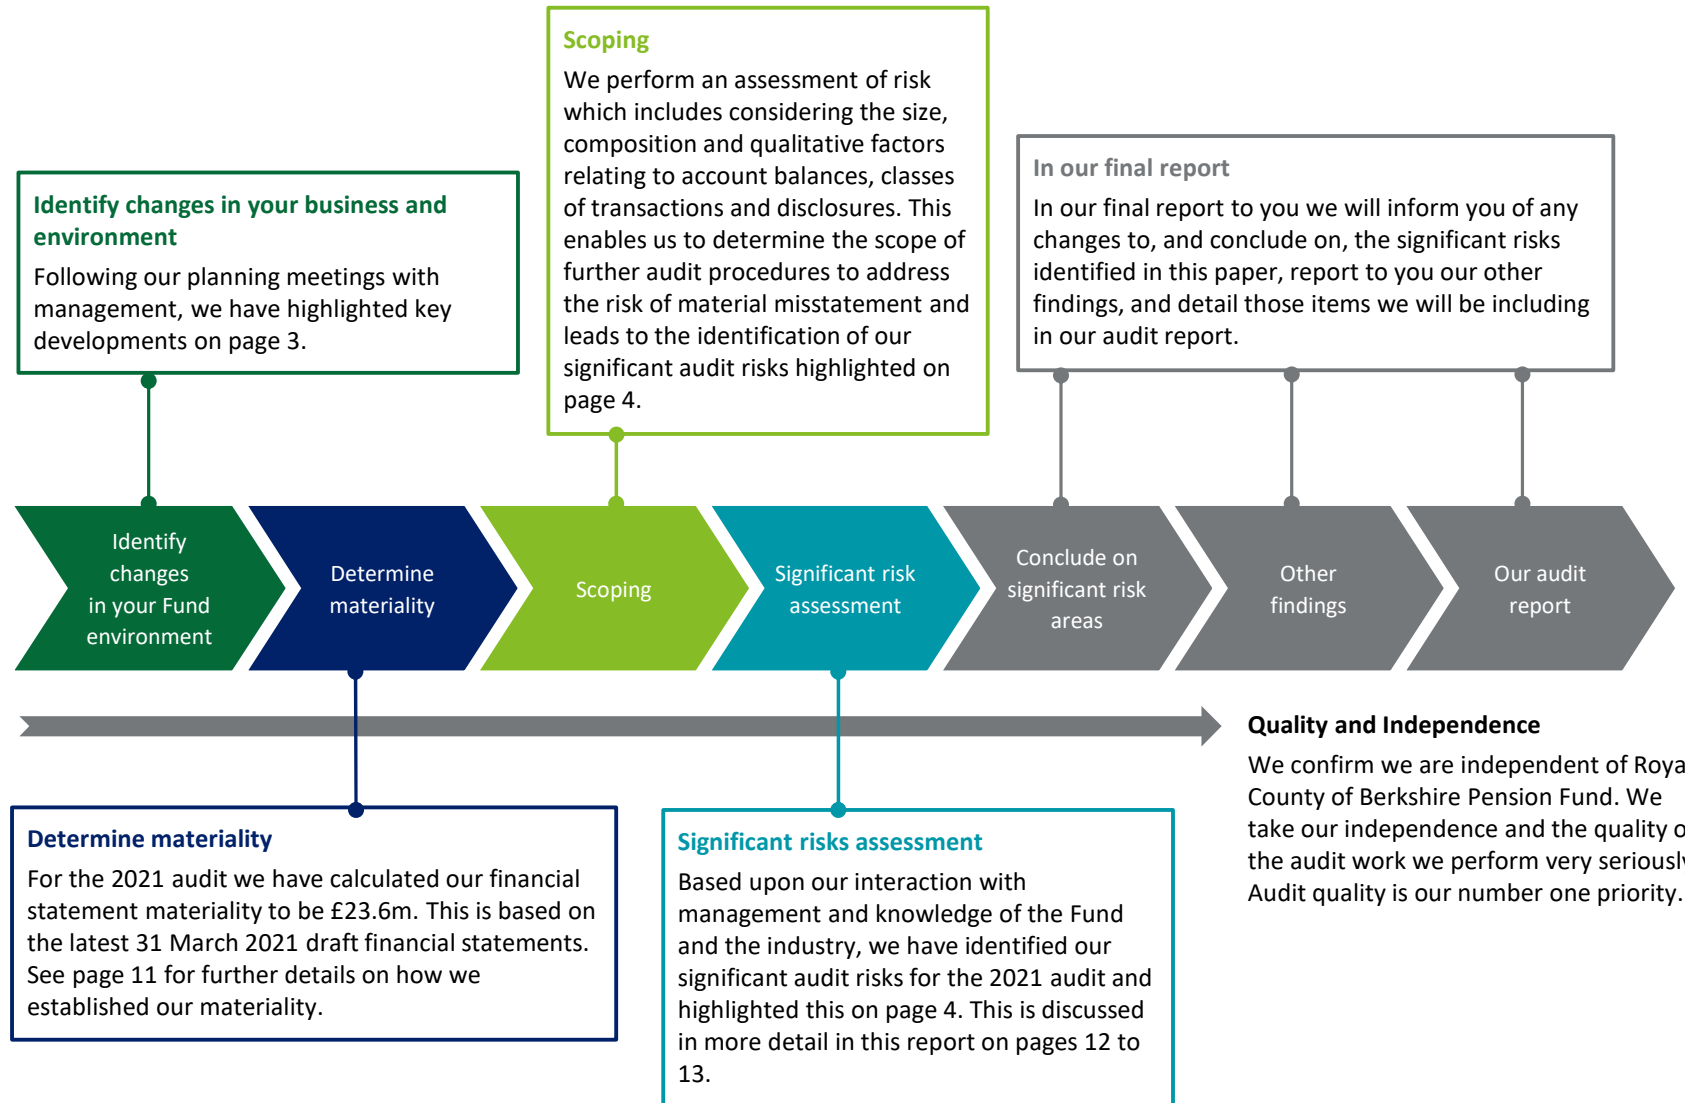 Scoping
We perform an assessment of risk
which includes considering the size,
composition and qualitative factors
relating to account balances, classes
of transactions and disclosures. This
enables us to determine the scope of
further audit procedures to address
the risk of material misstatement and
leads to the identification of our
significant audit risks highlighted on
page 4.
Identify changes in your business and
environment
Following our planning meetings with
management, we have highlighted key
developments on page 3.
In our final report
In our final report to you we will inform you of any
changes to, and conclude on, the significant risks
identified in this paper, report to you our other
findings, and detail those items we will be including
in our audit report.
Identify
changes
in your Fund
environment
Determine
materiality
Scoping
Significant risk
assessment
Conclude on
significant risk
areas
Other
findings
Our audit
report
Determine materiality
For the 2021 audit we have calculated our financial
statement materiality to be £23.6m. This is based on
the latest 31 March 2021 draft financial statements.
See page 11 for further details on how we
established our materiality.
Significant risks assessment
Based upon our interaction with
management and knowledge of the Fund
and the industry, we have identified our
significant audit risks for the 2021 audit and
highlighted this on page 4. This is discussed
in more detail in this report on pages 12 to
13.
Quality and Independence
We confirm we are independent of Roya
County of Berkshire Pension Fund. We
take our independence and the quality o
the audit work we perform very seriously
Audit quality is our number one priority.